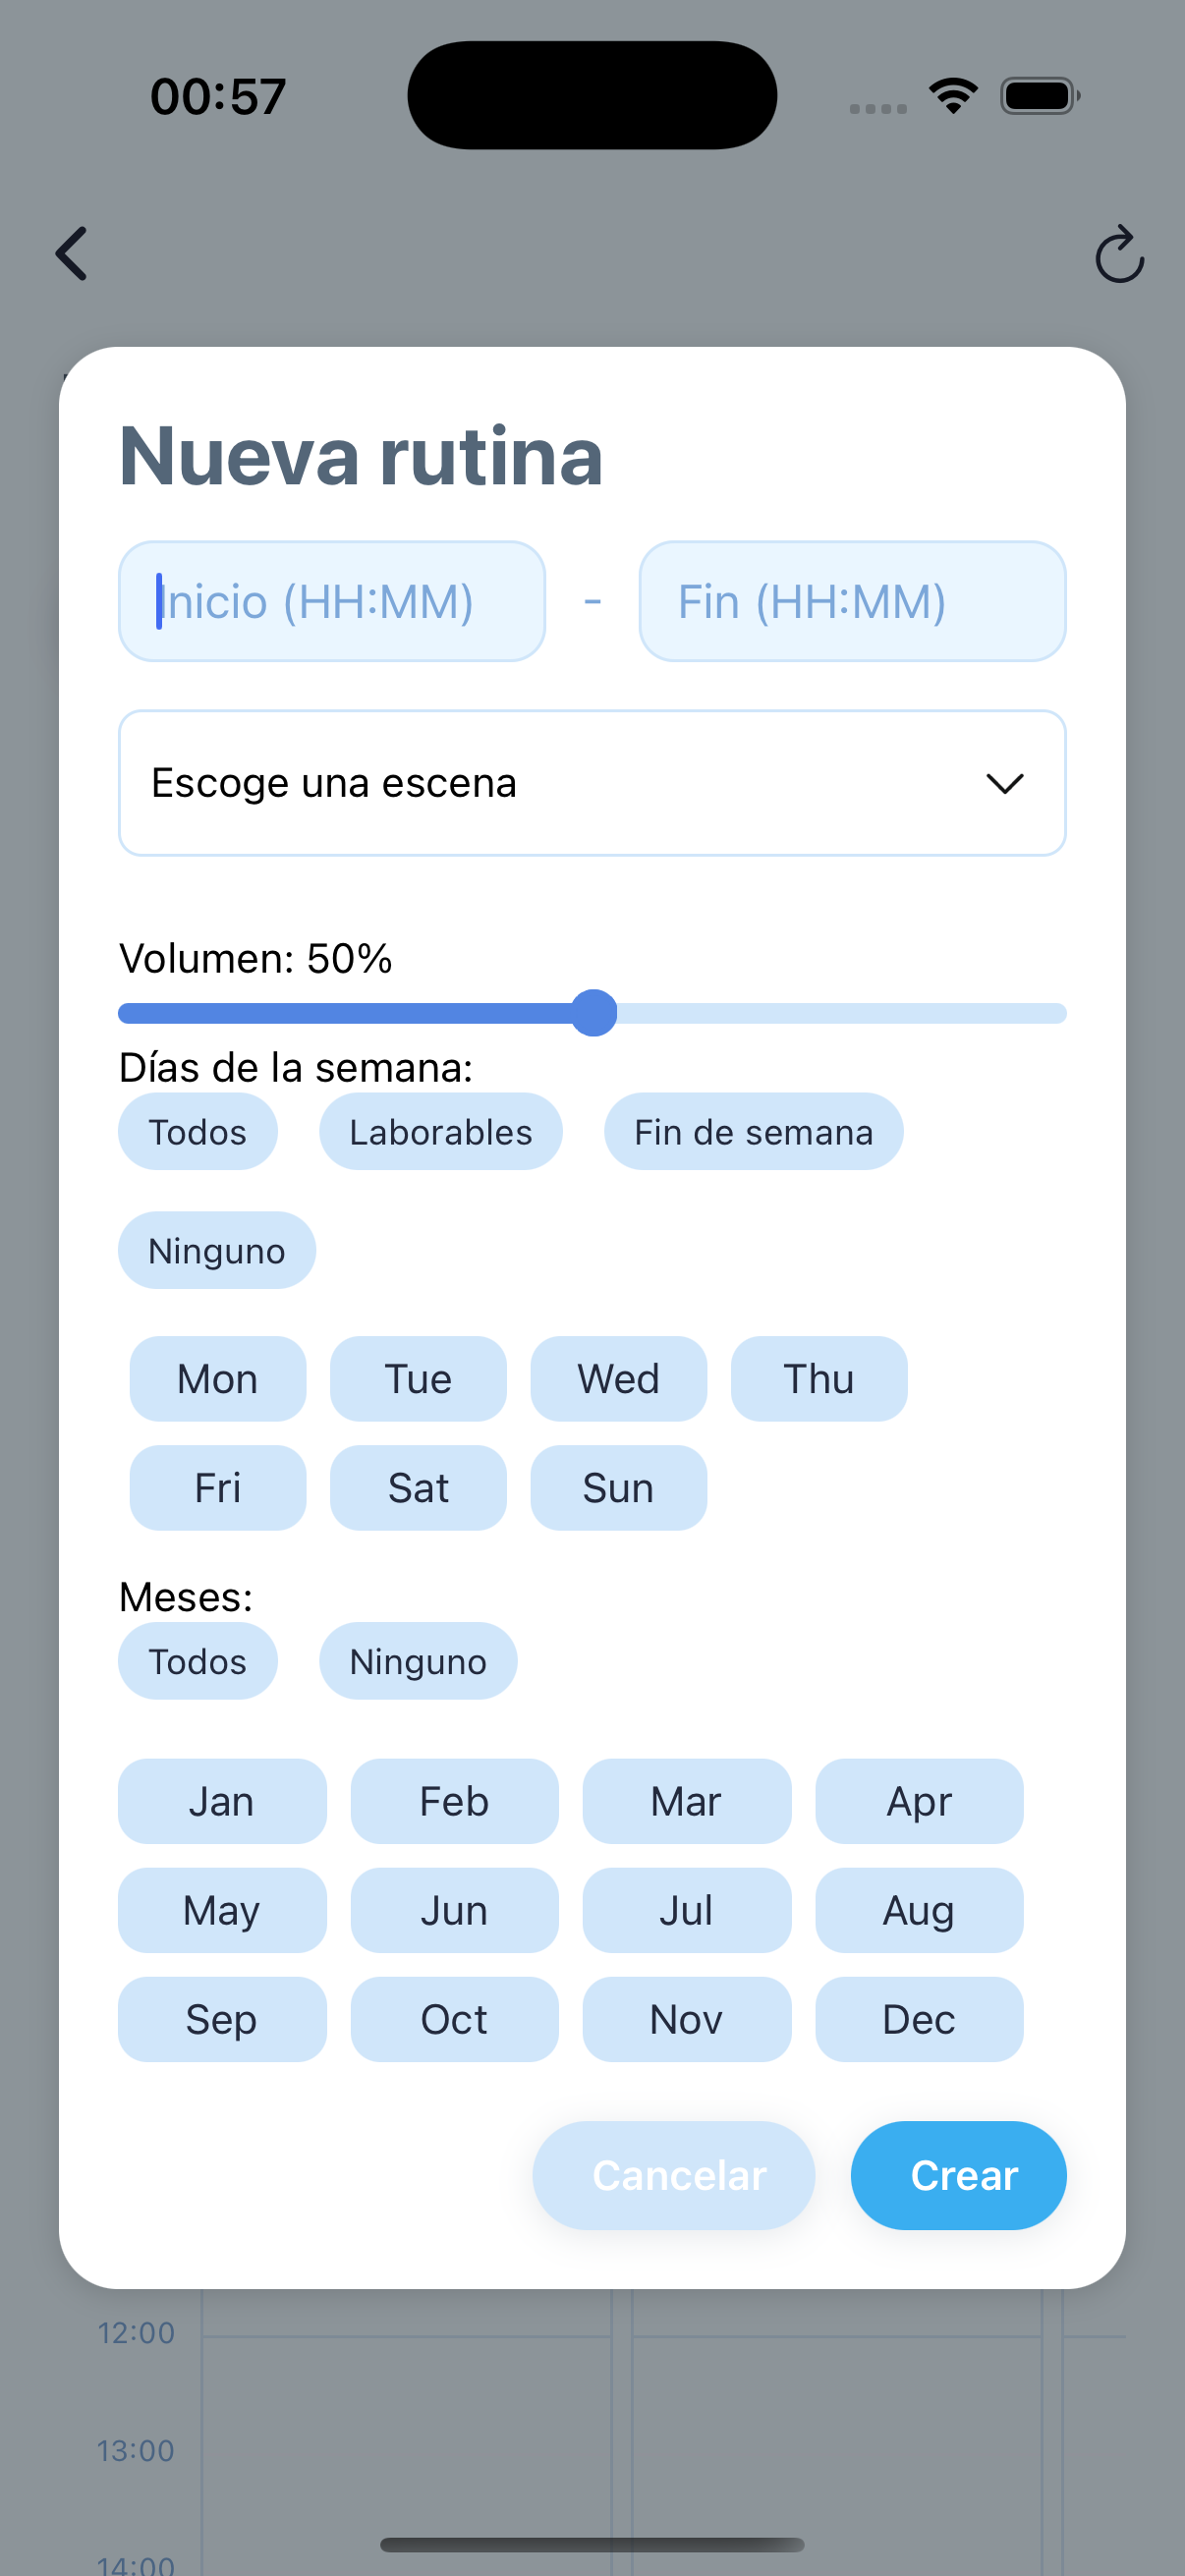 00:57
Nueva rutina
Inicio (HH:MM) - Fin (HH:MM)
Escoge una escena
Volumen: 50%
Días de la semana:
Todos Laborables Fin de semana
Ninguno
Mon Tue Wed Thu
Fri Sat Sun
Meses:
Todos Ninguno
Jan Feb Mar Apr
May Jun Jul Aug
Sep Oct Nov Dec
Cancelar Crear
12:00
13:00
14:00